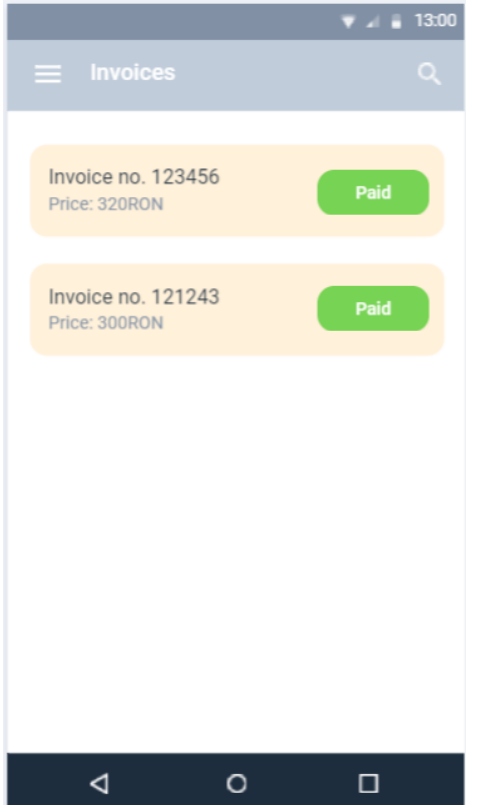 13:00
Invoices
Invoice no. 123456
Price: 320RON
Paid
Invoice no. 121243
Price: 300RON
Paid